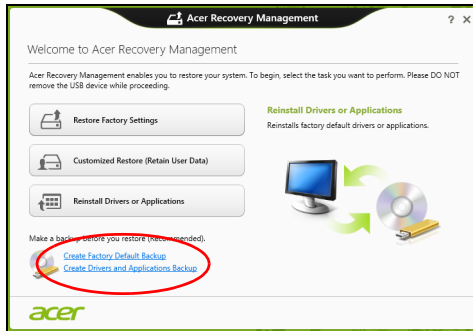 Acer Recovery Management
? X
Welcome to Acer Recovery Management
Acer Recovery Management enables you to restore your system. To begin, select the task you want to perform. Please DO NOT
remove the USB device while proceeding.
Restore Factory Settings
Customized Restore (Retain User Data)
Reinstall Drivers or Applications
Reinstall Drivers or Applications
Reinstalls factory default drivers or applications.
Make a backup before you restore (Recommended).
Create Factory Default Backup
Create Drivers and Applications Backup
acer